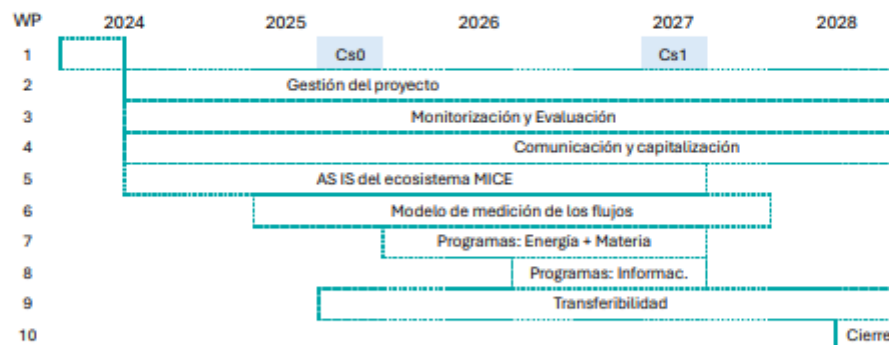 WP 2024 2025 2026 2027 2028
1 Cs0 Cs1
2 Gestión del proyecto
3 Monitorización y Evaluación
4 Comunicación y capitalización
5 AS IS del ecosistema MICE
6 Modelo de medición de los flujos
7 Programas: Energía + Materia
8 Programas: Informac.
9 Transferibilidad
10 Cierre